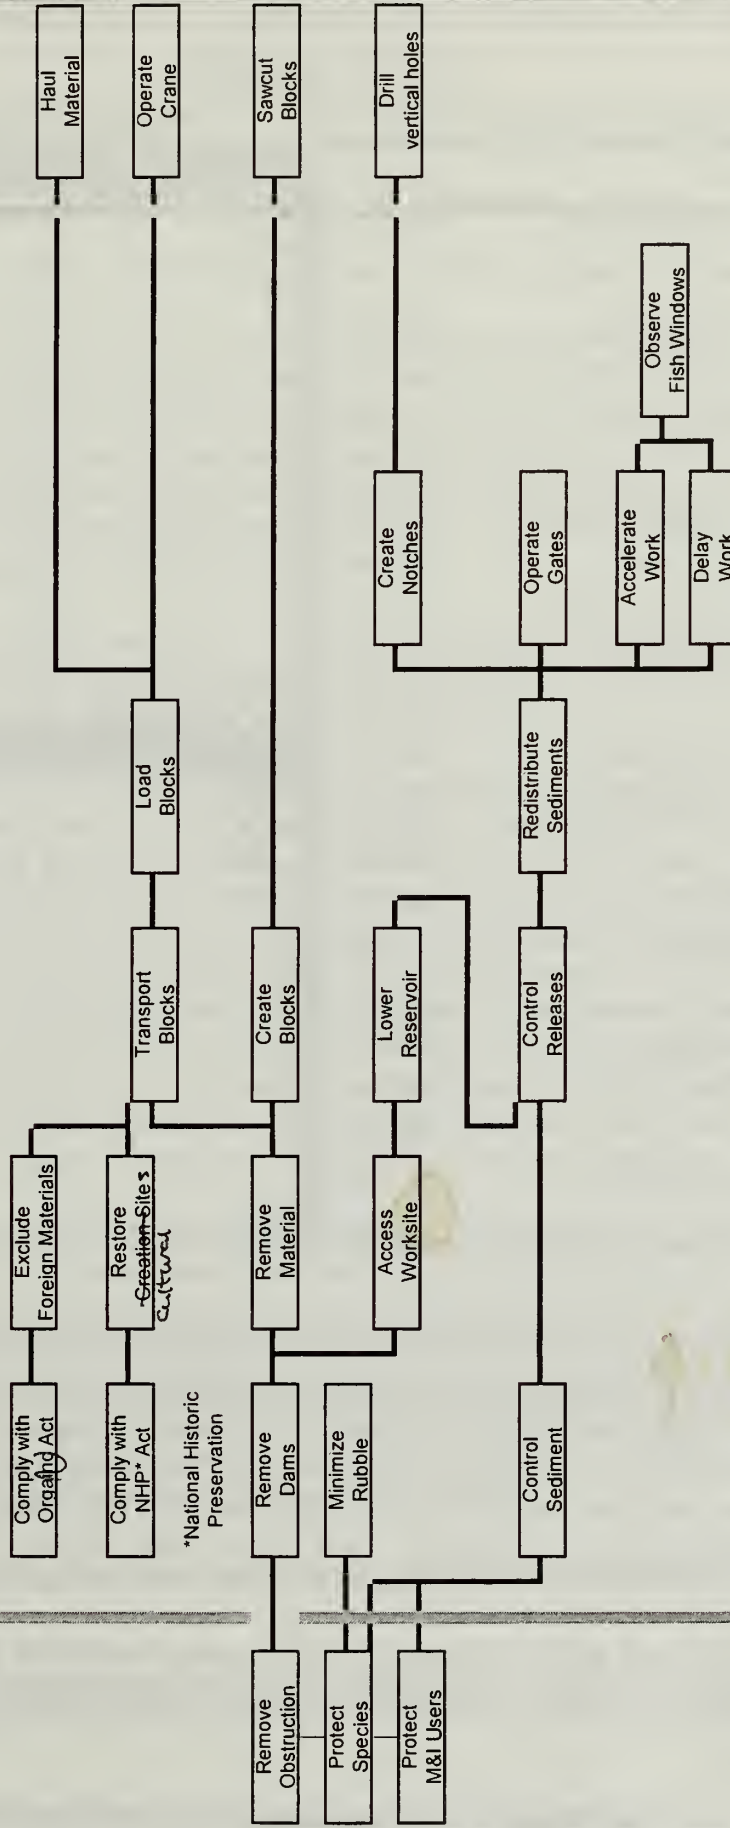 Comply with
Act
Exclude
Foreign Materials
Haul
Material
Comply with
NHP* Act
Restore
Creation Sites
Cultural
Transport
Blocks
Load
Blocks
Operate
Crane
*National Historic
Preservation
Remove
Obstruction
Remove
Dams
Remove
Material
Create
Blocks
Sawcut
Blocks
Protect
Species
Minimize
Rubble
Protect
M&I Users
Access
Worksite
Lower
Reservoir
Create
Notches
Drill
vertical holes
Control
Sediment
Control
Releases
Redistribute
Sediments
Operate
Gates
Accelerate
Work
Observe
Fish Windows
Delay
Work